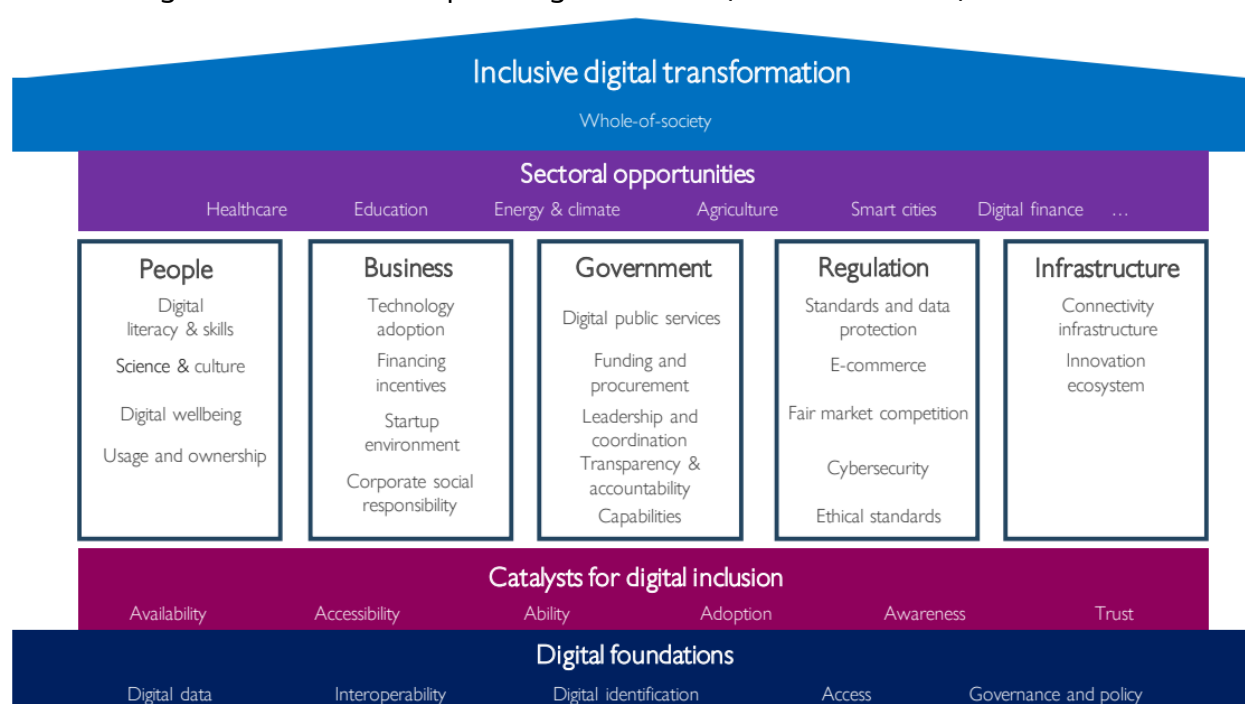 Inclusive digital transformation
Whole-of-society
Sectoral opportunities
Healthcare Education Energy & climate Agriculture Smart cities Digital finance ...
People
Digital
literacy & skills
Science & culture
Digital wellbeing
Usage and ownership
Business
Technology
adoption
Financing
incentives
Startup
environment
Corporate social
responsibility
Government
Digital public services
Funding and
procurement
Leadership and
coordination
Transparency &
accountability
Capabilities
Regulation
Standards and data
protection
E-commerce
Fair market competition
Cybersecurity
Ethical standards
Infrastructure
Connectivity
infrastructure
Innovation
ecosystem
Catalysts for digital inclusion
Availability Accessibility Ability Adoption Awareness Trust
Digital foundations
Digital data Interoperability Digital identification Access Governance and policy